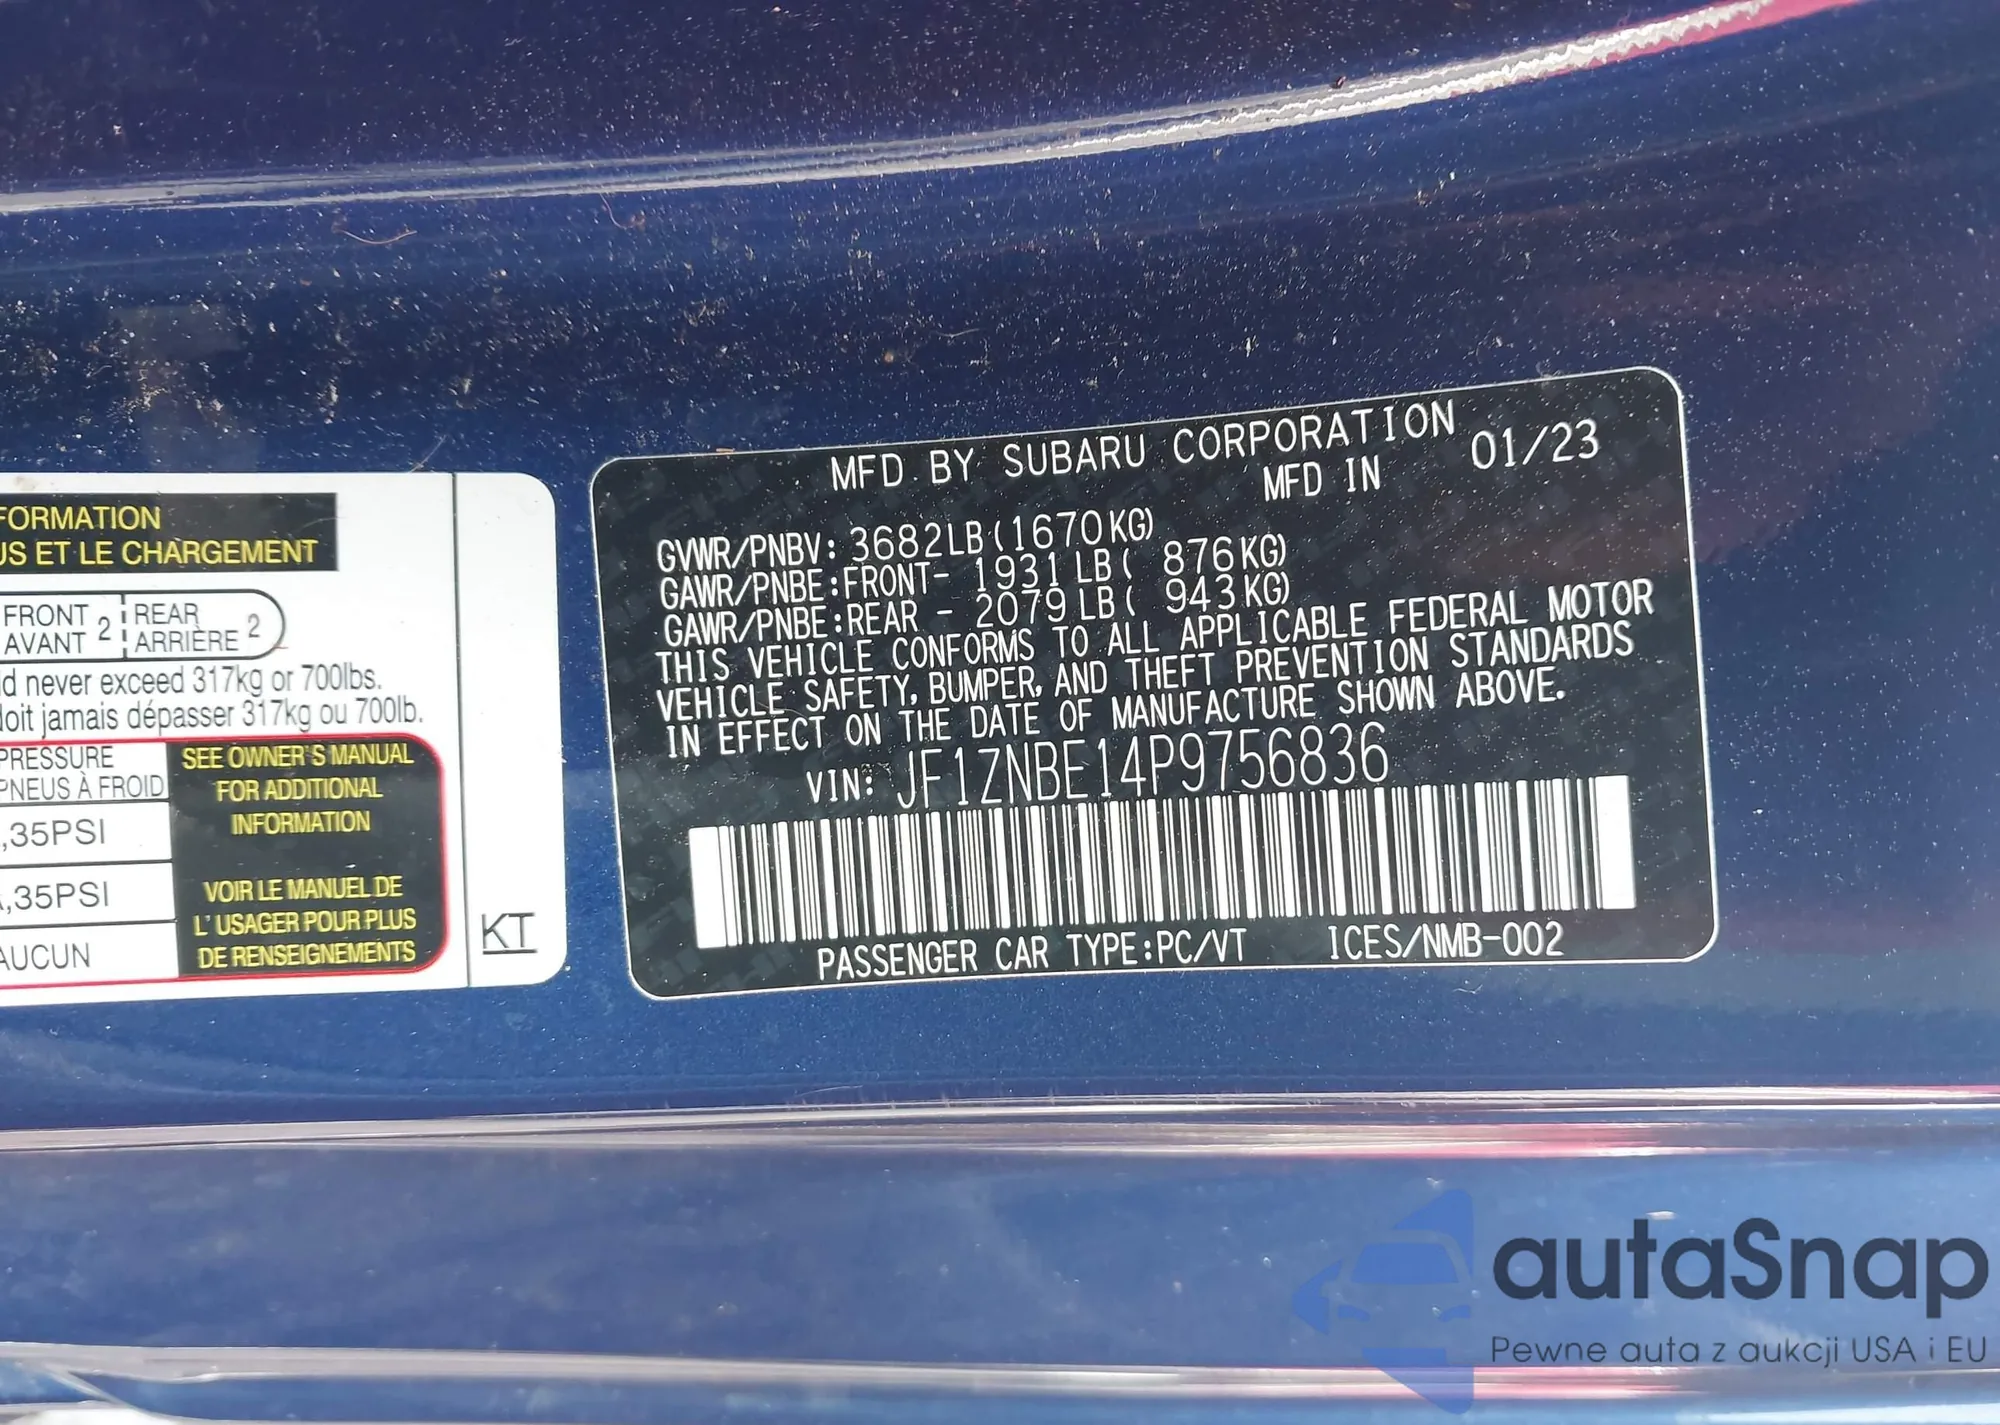 FORMATION
US ET LE CHARGEMENT
FRONT
AVANT 2
REAR
ARRIÈRE 2
never exceed 317kg or 700lbs.
doit jamais dépasser 317kg ou 700lb.
PRESSURE
PNEUS À FROID
,35PSI
,35PSI
AUCUN
SEE OWNER'S MANUAL
FOR ADDITIONAL
INFORMATION
VOIR LE MANUEL DE
L'USAGER POUR PLUS
DE RENSEIGNEMENTS
KT
MFD BY SUBARU CORPORATION
MFD IN 01/23
GVWR/PNBV: 3682LB(1670KG)
GAWR/PNBE:FRONT- 1931LB( 876KG)
GAWR/PNBE:REAR - 2079LB( 943KG)
THIS VEHICLE CONFORMS TO ALL APPLICABLE FEDERAL MOTOR
VEHICLE SAFETY, BUMPER, AND THEFT PREVENTION STANDARDS
IN EFFECT ON THE DATE OF MANUFACTURE SHOWN ABOVE.
VIN: JF1ZNBE14P9756836
PASSENGER CAR TYPE:PC/VT ICES/NMB-002
autaSnap
Pewne auta z aukcji USA i EU